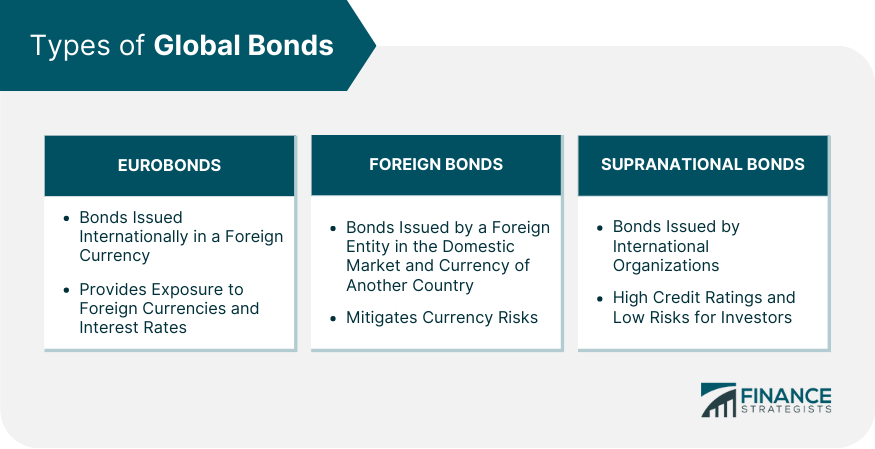 Types of Global Bonds
EUROBONDS
• Bonds Issued
Internationally in a Foreign
Currency
• Provides Exposure to
Foreign Currencies and
Interest Rates
FOREIGN BONDS
• Bonds Issued by a Foreign
Entity in the Domestic
Market and Currency of
Another Country
• Mitigates Currency Risks
SUPRANATIONAL BONDS
• Bonds Issued by
International
Organizations
• High Credit Ratings and
Low Risks for Investors
FINANCE
STRATEGISTS